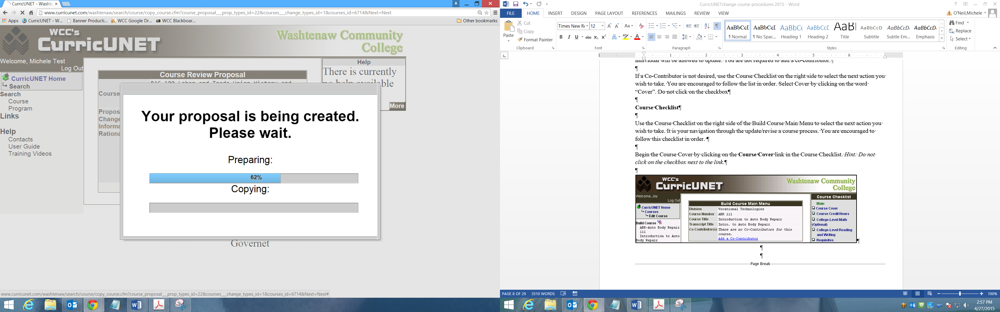 CurricUNET - Washte
www.curricunet.com/washtenaw/search/course/copy_course.cfm?course_proposal___prop_types_id=22&courses___change_types_id=1&courses_id=6714&Next=Next
Apps CurricUNET - W... Banner Producti... WCC Google Dr... WCC Blackboar... Other bookmarks
WCC's
CurricUNET
Washtenaw Community
College
Welcome, Michele Test
Log Out
CurricUNET Home
Search
Search
Course
Program
Links
Help
Contacts
User Guide
Training Videos
Course Review Proposal
Course
Propos
Change
Informa
Rationa
Help
There is currently
no help available
More
Your proposal is being created.
Please wait.
Preparing:
62%
Copying:
Governet
www.curricunet.com/washtenaw/search/course/copy_course.cfm?course_proposal___prop_types_id=22&courses___change_types_id=1&courses_id=6714&Next=Next#
CurricUNETchange course procedures 2015 - Word
FILE HOME INSERT DESIGN PAGE LAYOUT REFERENCES MAILINGS REVIEW VIEW O'Neil,Michele
Paste
Cut
Copy
Format Painter
Clipboard
Times New Ro 12
Font
Paragraph
AaBbCcI AaBbCcI AaBbCc AaBbCcI AaB AaBbCcD AaBbCcD AaBbCcD
¶ Normal ¶ No Spac... Heading 1 Heading 2 Title Subtitle Subtle Em... Emphasis
Styles
Find
Replace
Select
Editing
1 1 2 3 4 5 6
individual will be allowed to update. You are not required to add a co-contributor.¶
¶
If a Co-Contributor is not desired, use the Course Checklist on the right side to select the next action you
wish to take. You are encouraged to follow the list in order. Select Cover by clicking on the word
“Cover”. Do not click on the checkbox¶
¶
Course Checklist¶
¶
Use the Course Checklist on the right side of the Build Course Main Menu to select the next action you
wish to take. It is your navigation through the update/revise a course process. You are encouraged to
follow this checklist in order. ¶
¶
Begin the Course Cover by clicking on the Course Cover link in the Course Checklist. Hint: Do not
click on the checkbox next to the link.¶
¶
WCC's
CurricUNET
Washtenaw Community
College
Welcome, Joy
Log Out
CurricUNET Home
Courses
Edit Course
Build Course
ABR-Auto Body Repair
111
Introduction to Auto
Body Repair
Build Course Main Menu
Division Vocational Technologies
Course Number ABR 111
Course Title Introduction to Auto Body Repair
Transcript Title Intro. to Auto Body Repair
Co-Contributor(s) There are no Co-Contributors for this
course.
Add a Co-Contributor
Course Checklist
Main
Course Cover
Course Credit/Hours
College-Level Math
(Optional)
College-Level Reading
and Writing
Requisites
¶
¶
¶
Page Break
PAGE 8 OF 29 3510 WORDS 100%
2:57 PM
4/27/2015